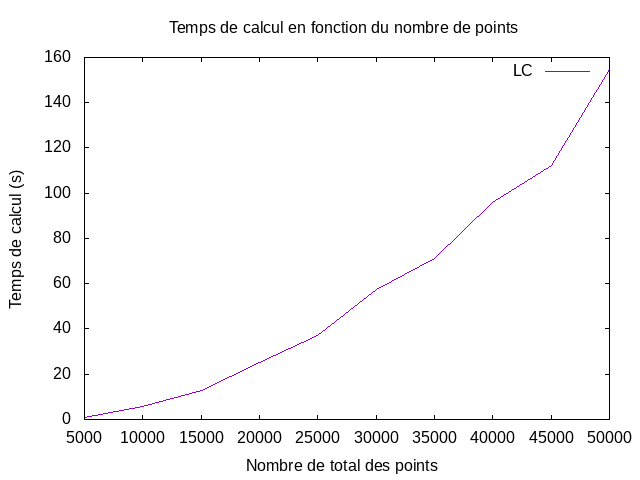 Temps de calcul en fonction du nombre de points
LC
Temps de calcul (s)
160
140
120
100
80
60
40
20
0
5000 10000 15000 20000 25000 30000 35000 40000 45000 50000
Nombre de total des points